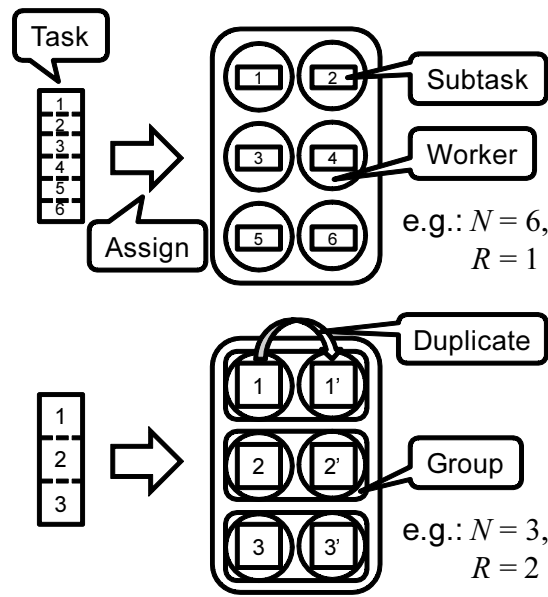 Task
1
2
3
4
5
6
Assign
1 2
3 4
5 6
Subtask
Worker
e.g.: N = 6,
R = 1
1
2
3
1 1’
2 2’
3 3’
Duplicate
Group
e.g.: N = 3,
R = 2